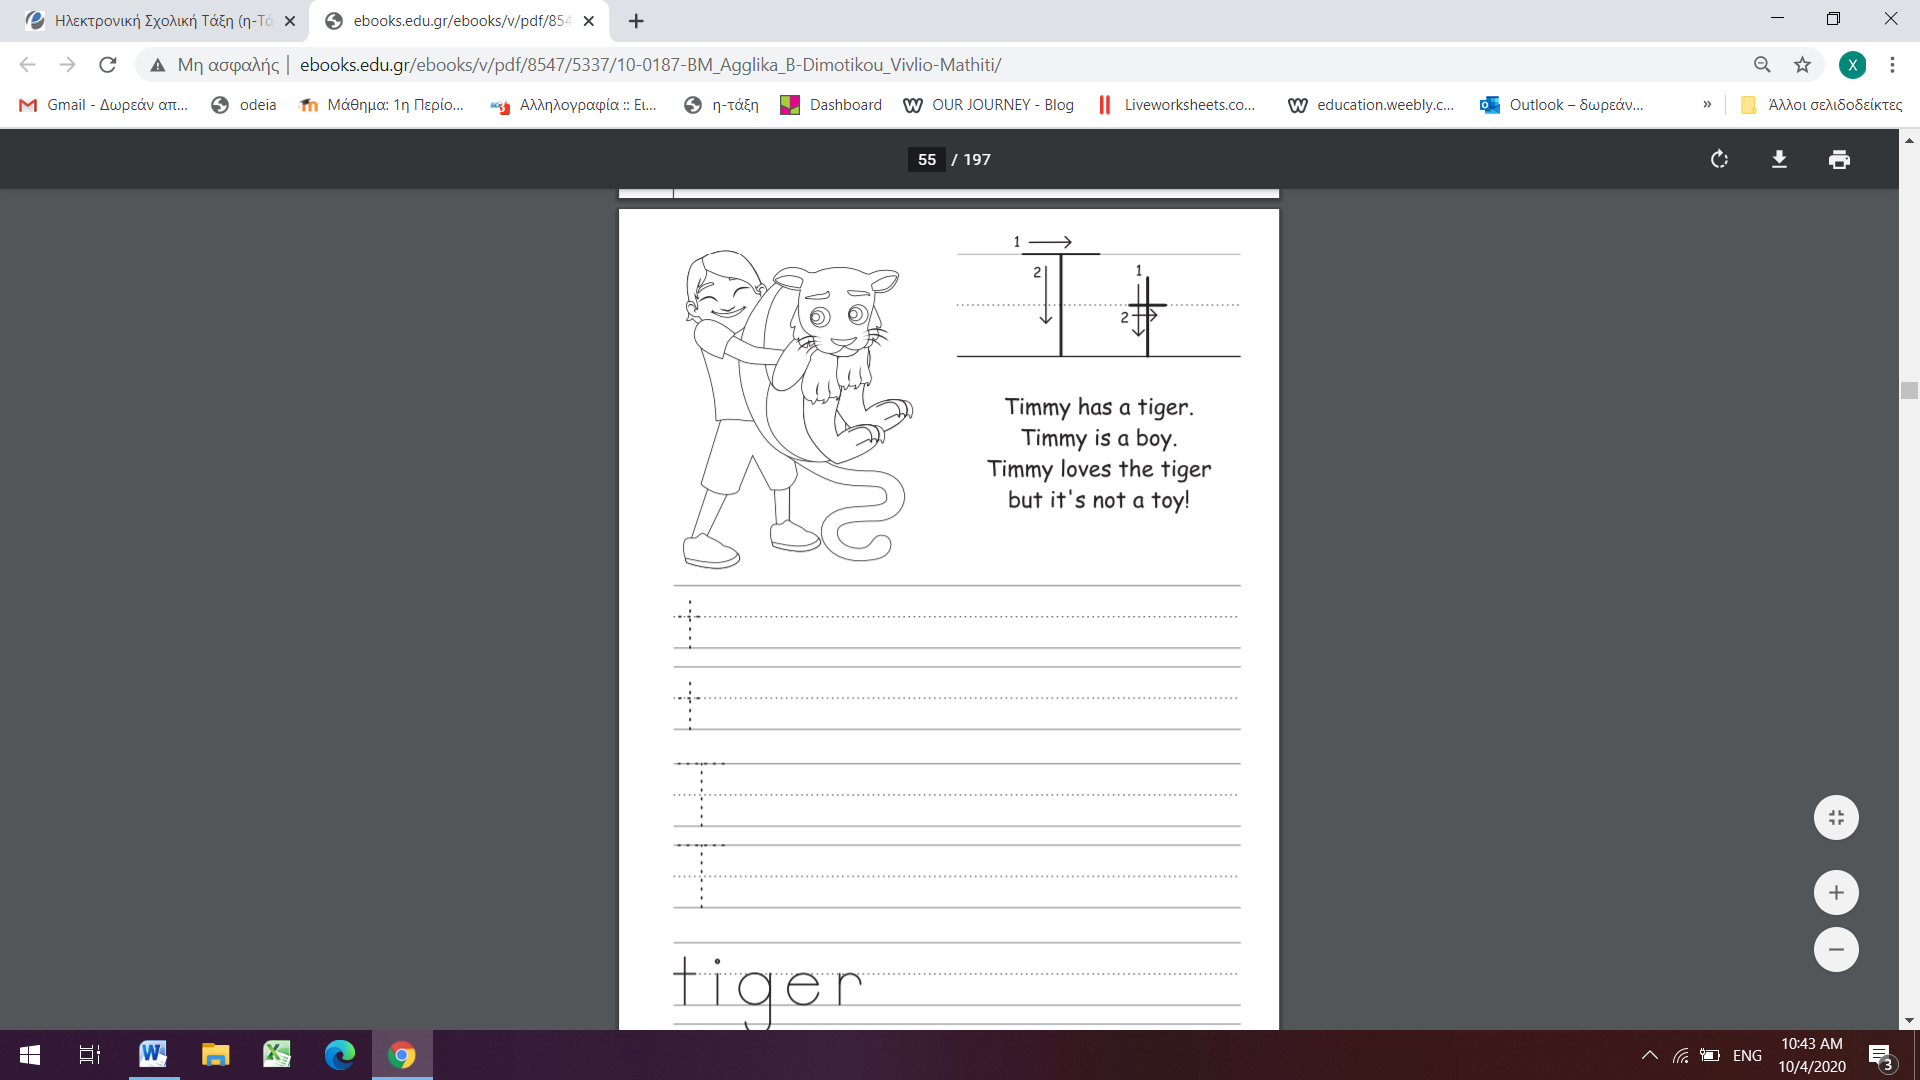 Ηλεκτρονική Σχολική Τάξη (η-Τά
ebooks.edu.gr/ebooks/v/pdf/854
Μη ασφαλής | ebooks.edu.gr/ebooks/v/pdf/8547/5337/10-0187-BM_Agglika_B-Dimotikou_Vivlio-Mathiti/
X
Gmail - Δωρεάν απ... odeia Μάθημα: 1η Περίο... Αλληλογραφία :: Ει... η-τάξη Dashboard OUR JOURNEY - Blog Liveworksheets.co... education.weebly.c... Outlook – δωρεάν... » Άλλοι σελιδοδείκτες
55 / 197
1
2
T
1
2
t
Timmy has a tiger.
Timmy is a boy.
Timmy loves the tiger
but it's not a toy!
t
t
T
T
tiger
ENG
10:43 AM
10/4/2020
3